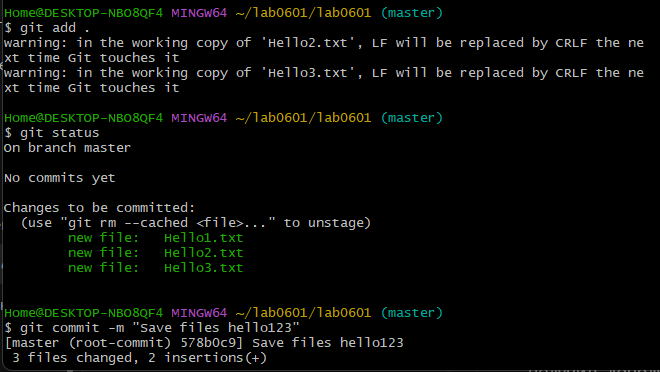 Home@DESKTOP-NBO8QF4 MINGW64 ~/lab0601/lab0601 (master)
$ git add .
warning: in the working copy of 'Hello2.txt', LF will be replaced by CRLF the ne
xt time Git touches it
warning: in the working copy of 'Hello3.txt', LF will be replaced by CRLF the ne
xt time Git touches it
Home@DESKTOP-NBO8QF4 MINGW64 ~/lab0601/lab0601 (master)
$ git status
On branch master
No commits yet
Changes to be committed:
  (use "git rm --cached <file>..." to unstage)
        new file:   Hello1.txt
        new file:   Hello2.txt
        new file:   Hello3.txt
Home@DESKTOP-NBO8QF4 MINGW64 ~/lab0601/lab0601 (master)
$ git commit -m "Save files hello123"
[master (root-commit) 578b0c9] Save files hello123
 3 files changed, 2 insertions(+)